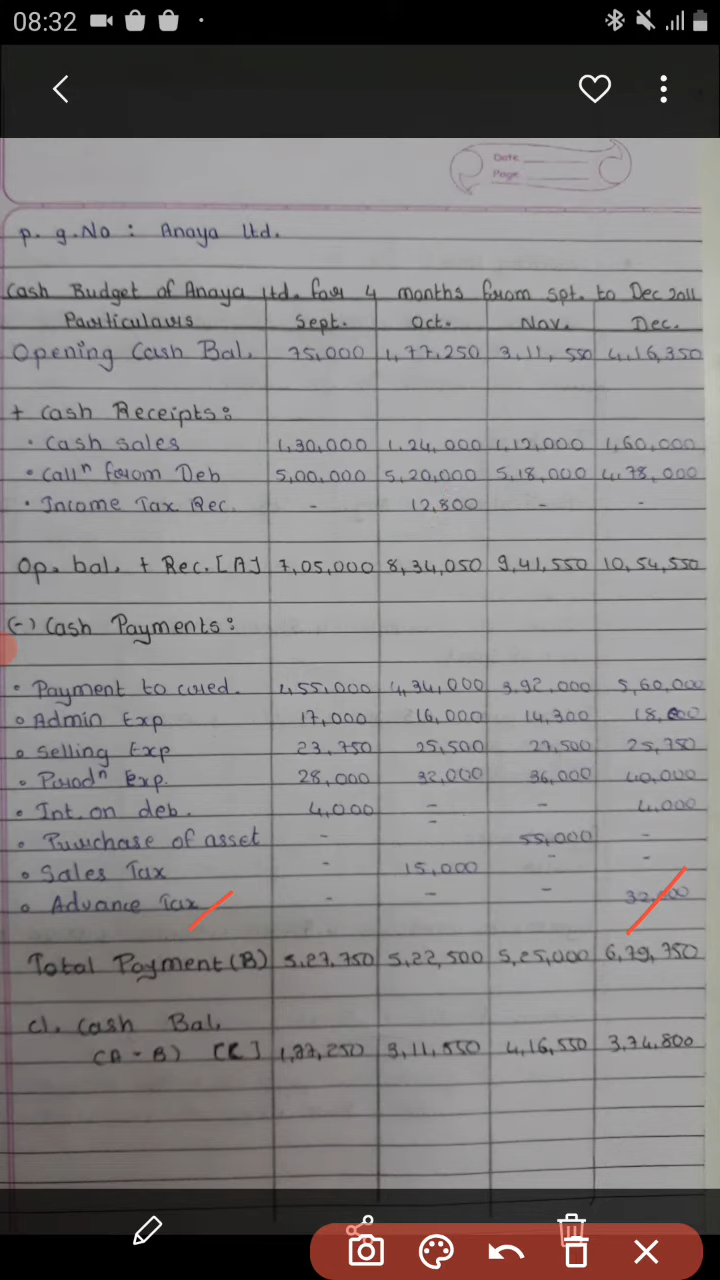 08:32
Date
Page
p. g.No : Anaya Ltd.
Cash Budget of Anaya Ltd. for 4 months from spt. to Dec 2011
Particulars Sept. Oct. Nov. Dec.
Opening Cash Bal. 75,000 1,77,250 3,11,550 4,16,350
+ Cash Receipts:
• Cash sales 1,30,000 1,24,000 1,12,000 1,60,000
• Collⁿ from Deb 5,00,000 5,20,000 5,18,000 4,78,000
• Income Tax Rec. - 12,800 - -
Op. bal. + Rec. [A] 7,05,000 8,34,050 9,41,550 10,54,550
(-) Cash Payments:
• Payment to cred. 4,55,000 4,34,000 3,92,000 5,60,000
• Admin Exp 17,000 16,000 14,300
• Selling Exp 23,750 25,500 27,500 25,750
• Prodⁿ Exp. 28,000 32,000 36,000 40,000
• Int. on deb. 4,000 - - 4,000
• Purchase of asset - - 55,000 -
• Sales Tax - 15,000 - -
• Advance Tax - - - 32,000
Total Payment (B) 5,27,750 5,22,500 5,25,000 6,79,750
cl. Cash Bal.
(A - B) [C] 1,77,250 3,11,550 4,16,550 3,74,800